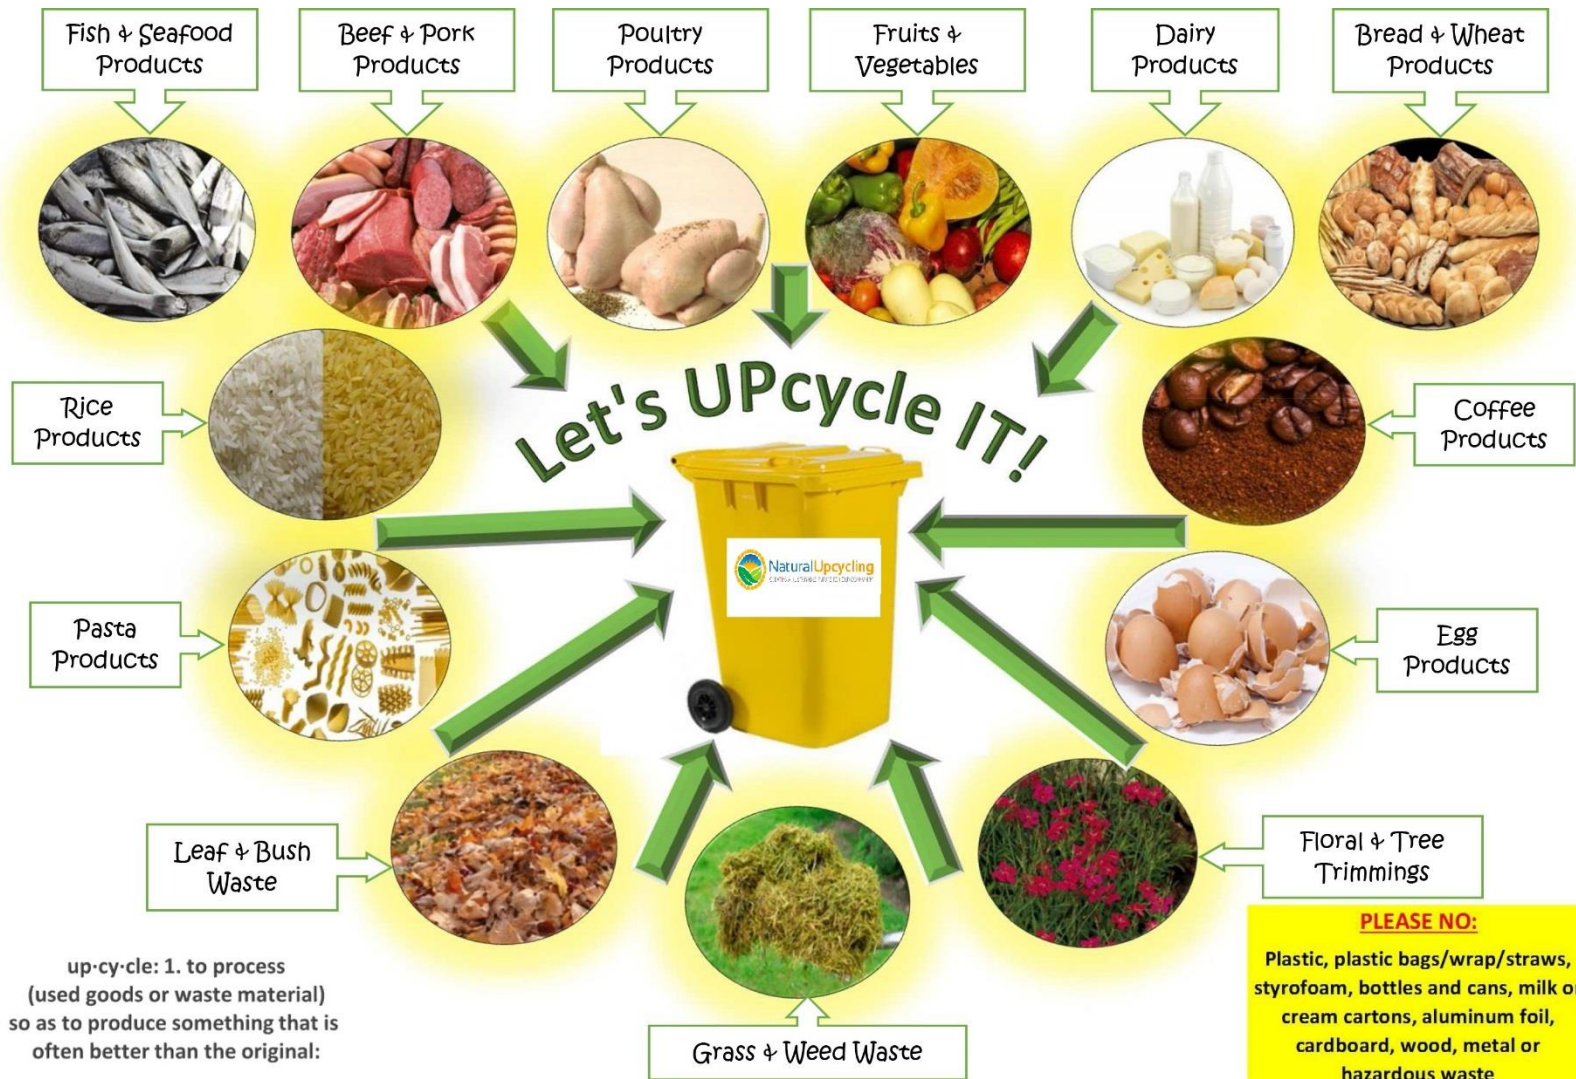 Fish & Seafood
Products
Beef & Pork
Products
Poultry
Products
Fruits &
Vegetables
Dairy
Products
Bread & Wheat
Products
Let's UPcycle IT!
Rice
Products
Coffee
Products
NaturalUpcycling
Pasta
Products
Egg
Products
Leaf & Bush
Waste
Floral & Tree
Trimmings
Grass & Weed Waste
up·cy·cle: 1. to process
(used goods or waste material)
so as to produce something that is
often better than the original:
PLEASE NO:
Plastic, plastic bags/wrap/straws,
styrofoam, bottles and cans, milk or
cream cartons, aluminum foil,
cardboard, wood, metal or
hazardous waste